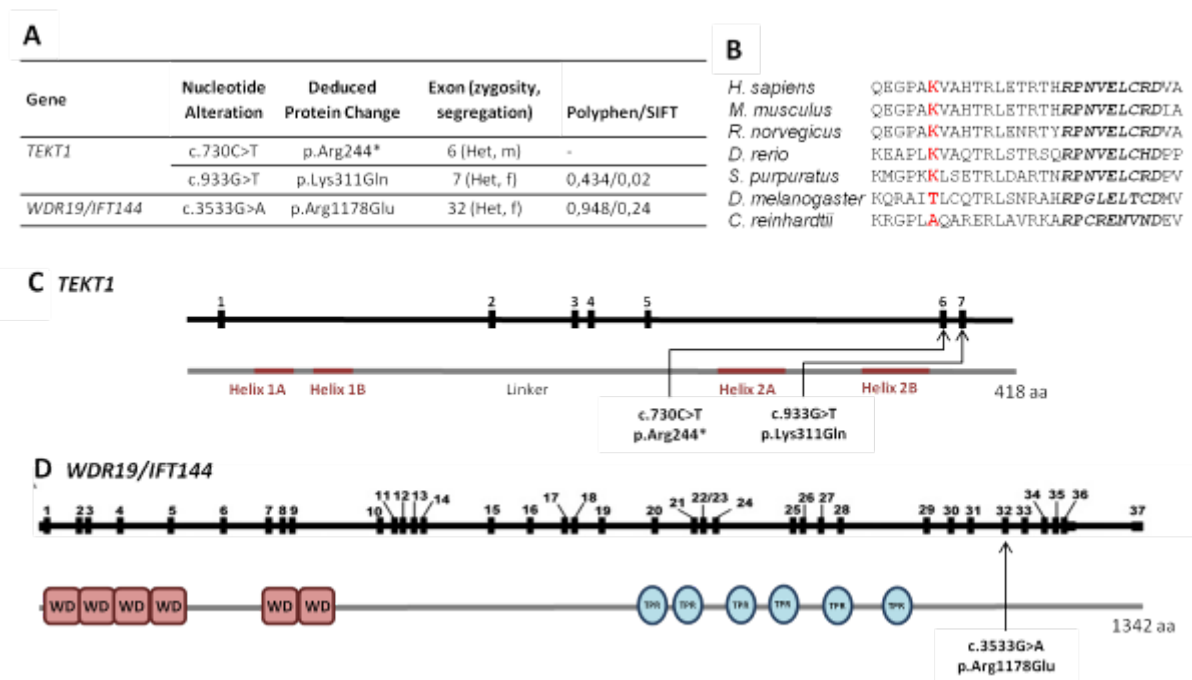 A
Gene Nucleotide Alteration Deduced Protein Change Exon (zygosity, segregation) Polyphen/SIFT
TEKT1 c.730C>T p.Arg244* 6 (Het, m) -
c.933G>T p.Lys311Gln 7 (Het, f) 0,434/0,02
WDR19/IFT144 c.3533G>A p.Arg1178Glu 32 (Het, f) 0,948/0,24
B
H. sapiens QEGPAKVAHTRLETRTHRPNVELCRDVA
M. musculus QEGPAKVAHTRLETRTHRPNVELCRDIA
R. norvegicus QEGPAKVAHTRLENRTYRPNVELCRDVA
D. rerio KEAPLKVAQTRLSTRSQRPNVELCHDPP
S. purpuratus KMGPKKLSETRLDARTNRPNVELCRDPV
D. melanogaster KQRAITLCQTRLSNRAHRPGLELTCDMV
C. reinhardtii KRGPLAQARERLAVRKARPCRENVNDEV
C TEKT1
1 2 3 4 5 6 7
Helix 1A Helix 1B Linker Helix 2A Helix 2B 418 aa
c.730C>T
p.Arg244*
c.933G>T
p.Lys311Gln
D WDR19/IFT144
1 2 3 4 5 6 7 8 9 10 11 12 13 14 15 16 17 18 19 20 21 22/23 24 25 26 27 28 29 30 31 32 33 34 35 36 37
WD WD WD WD WD WD TPR TPR TPR TPR TPR TPR
1342 aa
c.3533G>A
p.Arg1178Glu